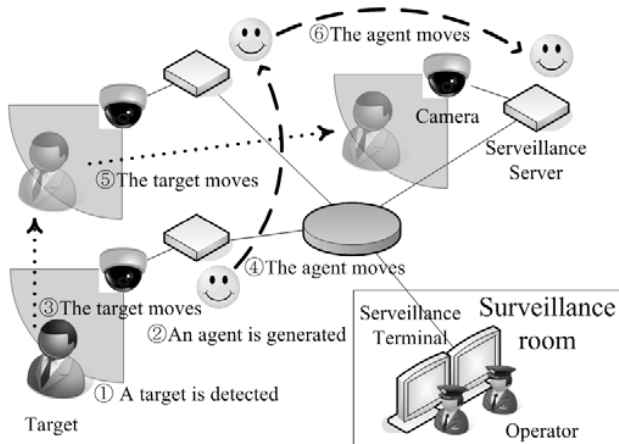 ⑥The agent moves
Camera
Serveillance
Server
⑤The target moves
④The agent moves
③The target moves
②An agent is generated
① A target is detected
Target
Serveillance
Terminal
Surveillance
room
Operator